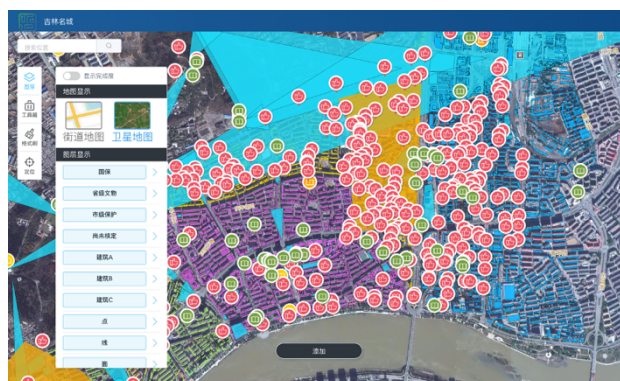 吉林名城
搜索位置
图层
工具箱
格式刷
定位
显示完成度
地图显示
街道地图 卫星地图
图层显示
国保
省级文物
市级保护
尚未核定
建筑A
建筑B
建筑C
点
线
面
添加